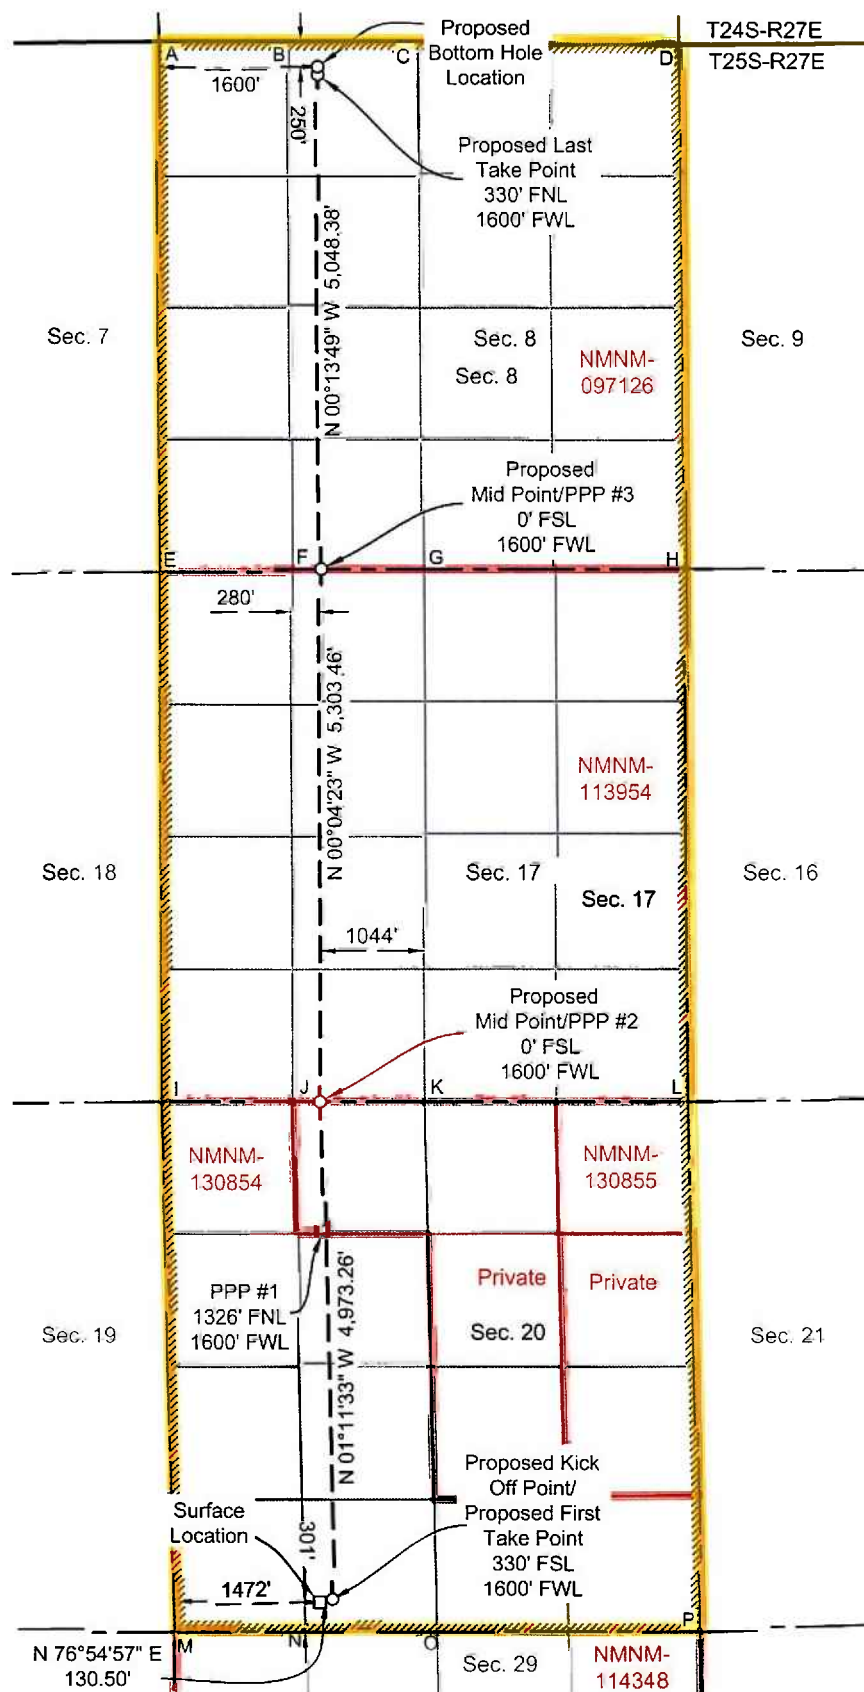 T24S-R27E
T25S-R27E
Proposed
Bottom Hole
Location
A
B
C
D
1600'
250'
Proposed Last
Take Point
330' FNL
1600' FWL
N 00°13'49" W 5,048.38'
Sec. 7
Sec. 8
Sec. 8
NMNM-
097126
Sec. 9
Proposed
Mid Point/PPP #3
0' FSL
1600' FWL
E
F
G
H
280'
N 00°04'23" W 5,303.46'
NMNM-
113954
Sec. 18
Sec. 17
Sec. 17
Sec. 16
1044'
Proposed
Mid Point/PPP #2
0' FSL
1600' FWL
I
J
K
L
NMNM-
130854
NMNM-
130855
PPP #1
1326' FNL
1600' FWL
N 01°11'33" W 4,973.26'
Private
Private
Sec. 19
Sec. 20
Sec. 21
Surface
Location
301'
Proposed Kick
Off Point/
Proposed First
Take Point
330' FSL
1600' FWL
1472'
M
N
O
P
N 76°54'57" E
130.50'
Sec. 29
NMNM-
114348